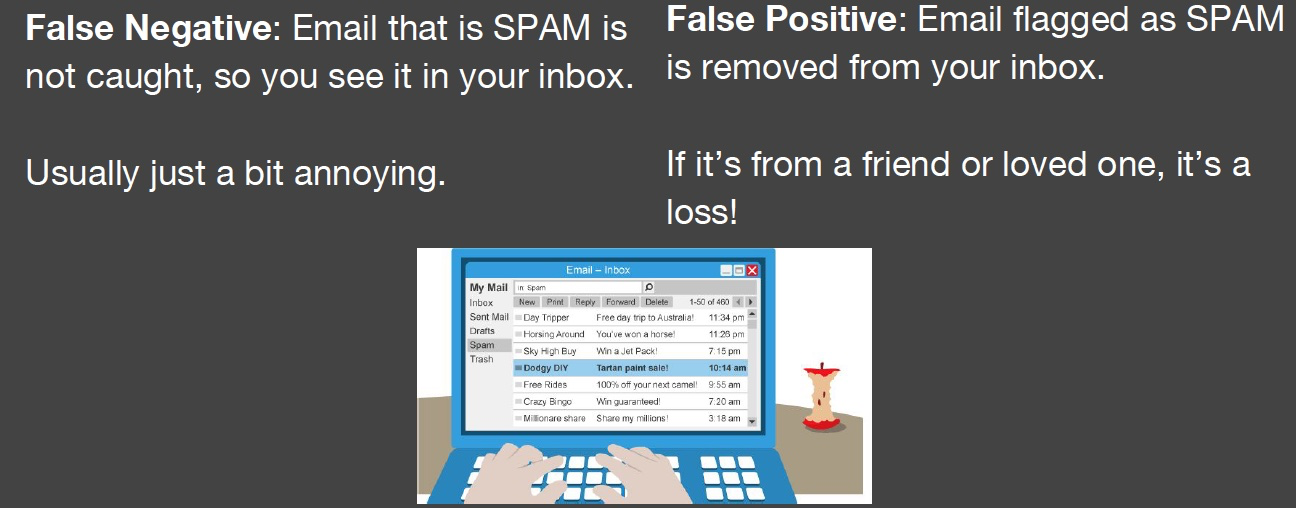 False Negative: Email that is SPAM is
not caught, so you see it in your inbox.
Usually just a bit annoying.
False Positive: Email flagged as SPAM
is removed from your inbox.
If it's from a friend or loved one, it's a
loss!
Email – Inbox
My Mail
in: Spam
Inbox
New Print Reply Forward Delete 1-50 of 460
Sent Mail
Drafts
Spam
Trash
Day Tripper Free day trip to Australia! 11:34 pm
Horsing Around You've won a horse! 11:26 pm
Sky High Buy Win a Jet Pack! 7:15 pm
Dodgy DIY Tartan paint sale! 10:14 am
Free Rides 100% off your next camel! 9:55 am
Crazy Bingo Win guaranteed! 7:20 am
Millionare share Share my millions! 3:18 am